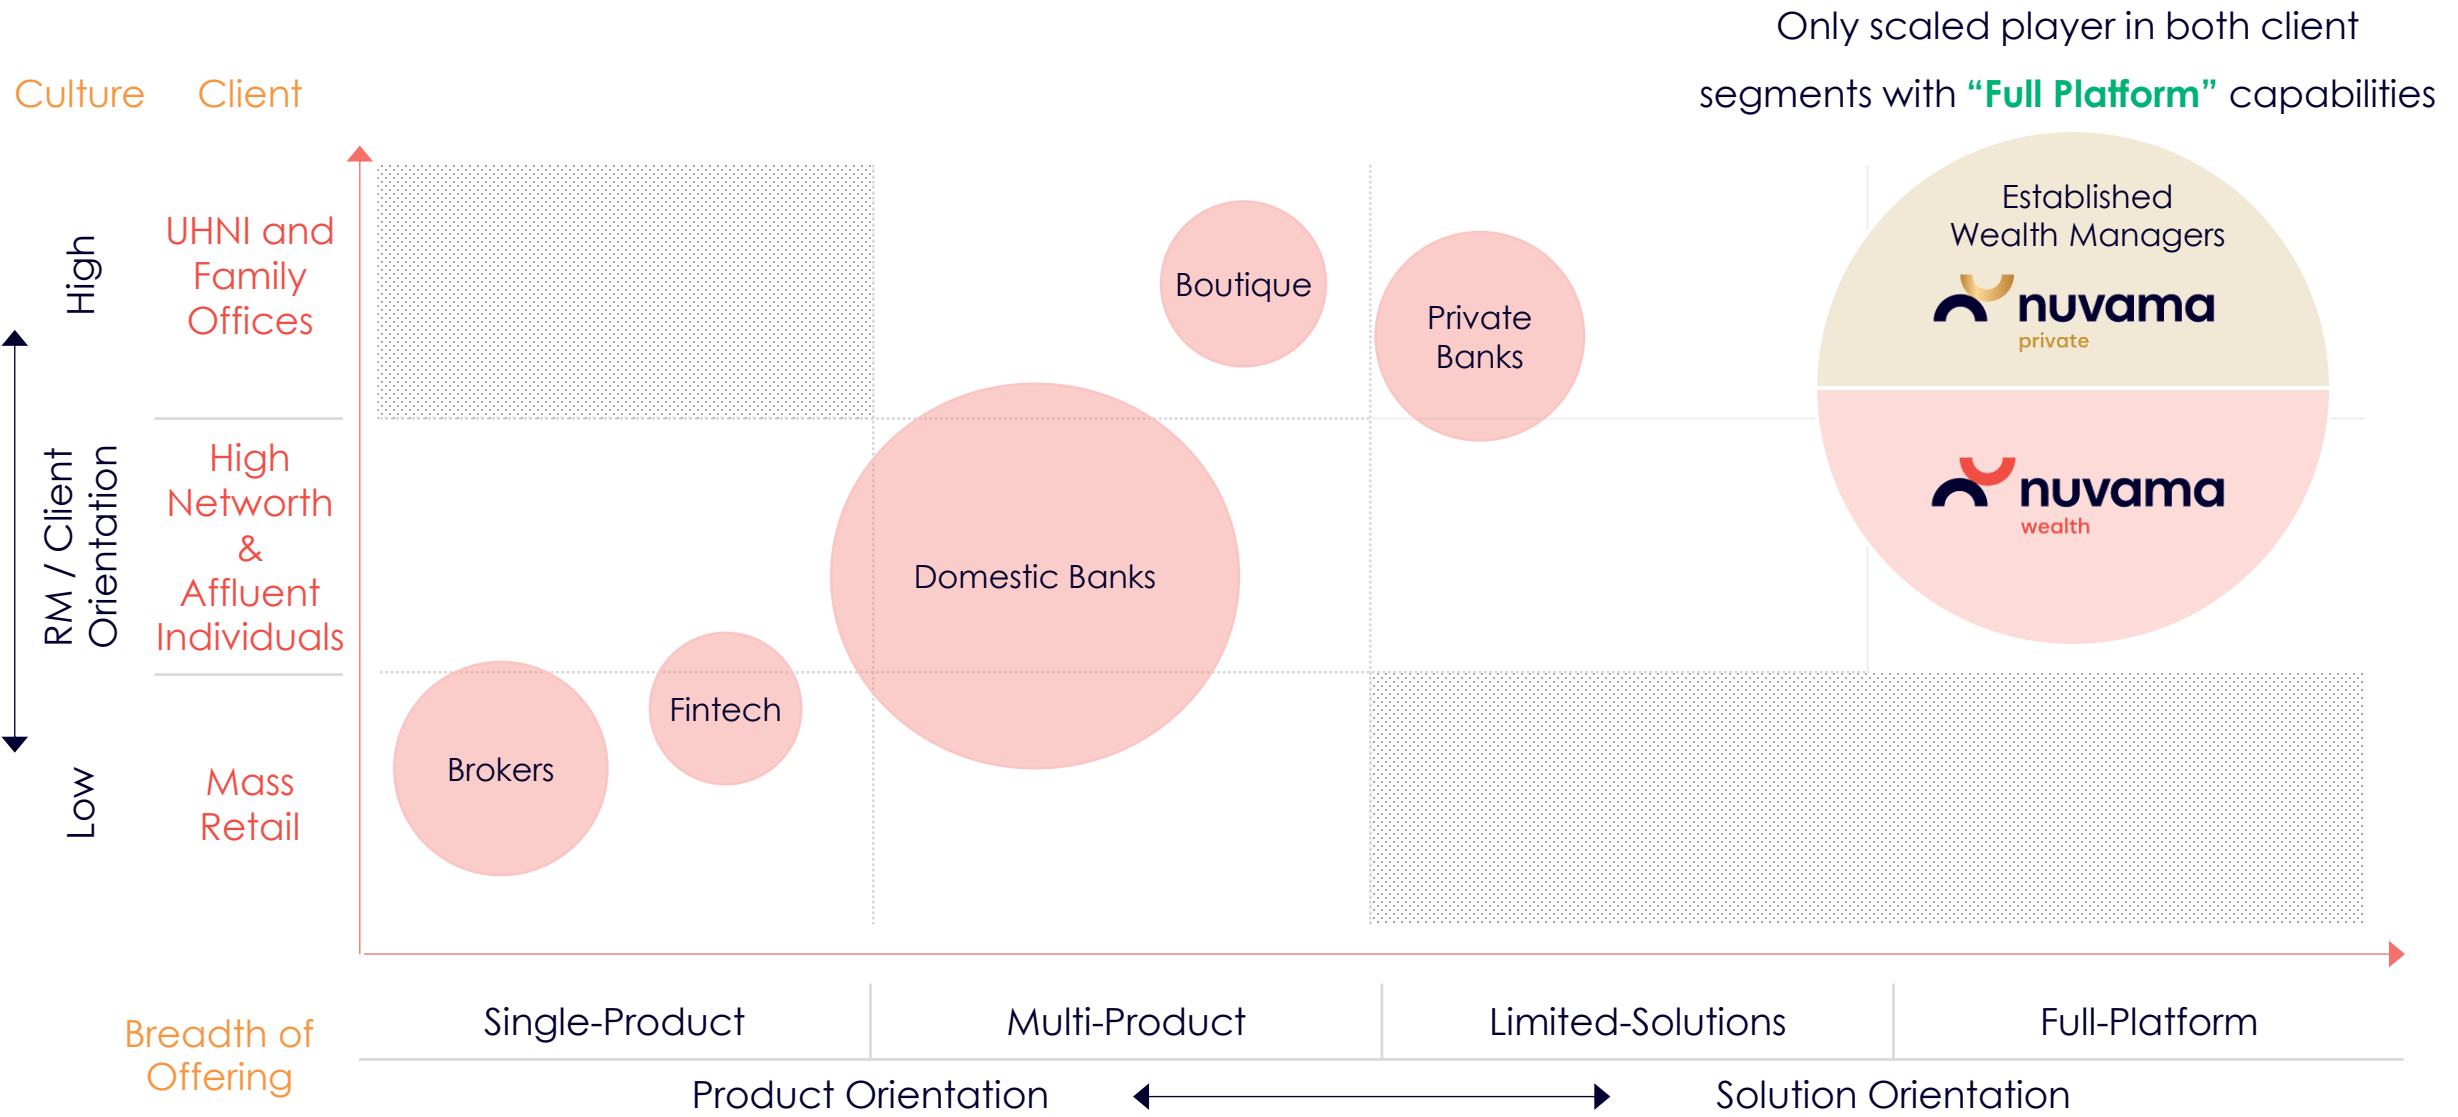 Only scaled player in both client
segments with “Full Platform” capabilities
Culture
Client
High
RM / Client
Orientation
Low
UHNI and
Family
Offices
High
Networth
&
Affluent
Individuals
Mass
Retail
Boutique
Private
Banks
Established
Wealth Managers
nuvama
private
nuvama
wealth
Domestic Banks
Fintech
Brokers
Breadth of
Offering
Single-Product
Multi-Product
Limited-Solutions
Full-Platform
Product Orientation
Solution Orientation